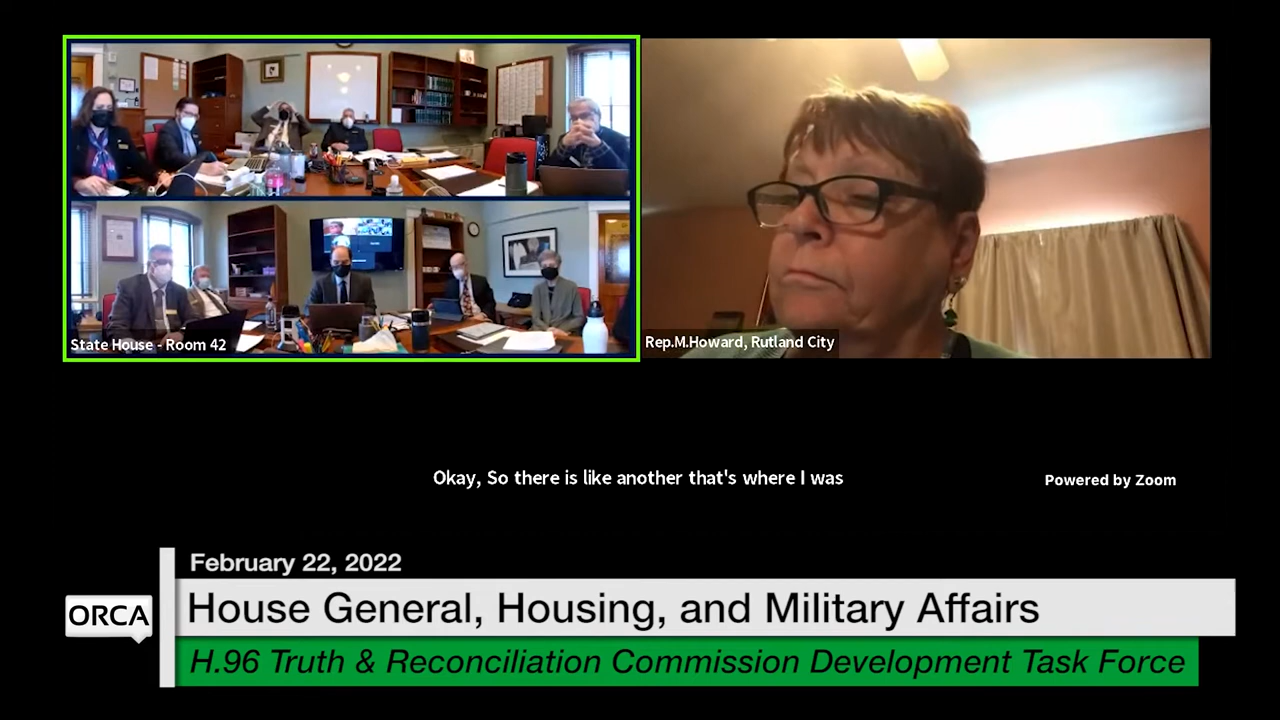 State House - Room 42
Rep.M.Howard, Rutland City
Okay, So there is like another that's where I was
Powered by Zoom
February 22, 2022
ORCA
House General, Housing, and Military Affairs
H.96 Truth & Reconciliation Commission Development Task Force